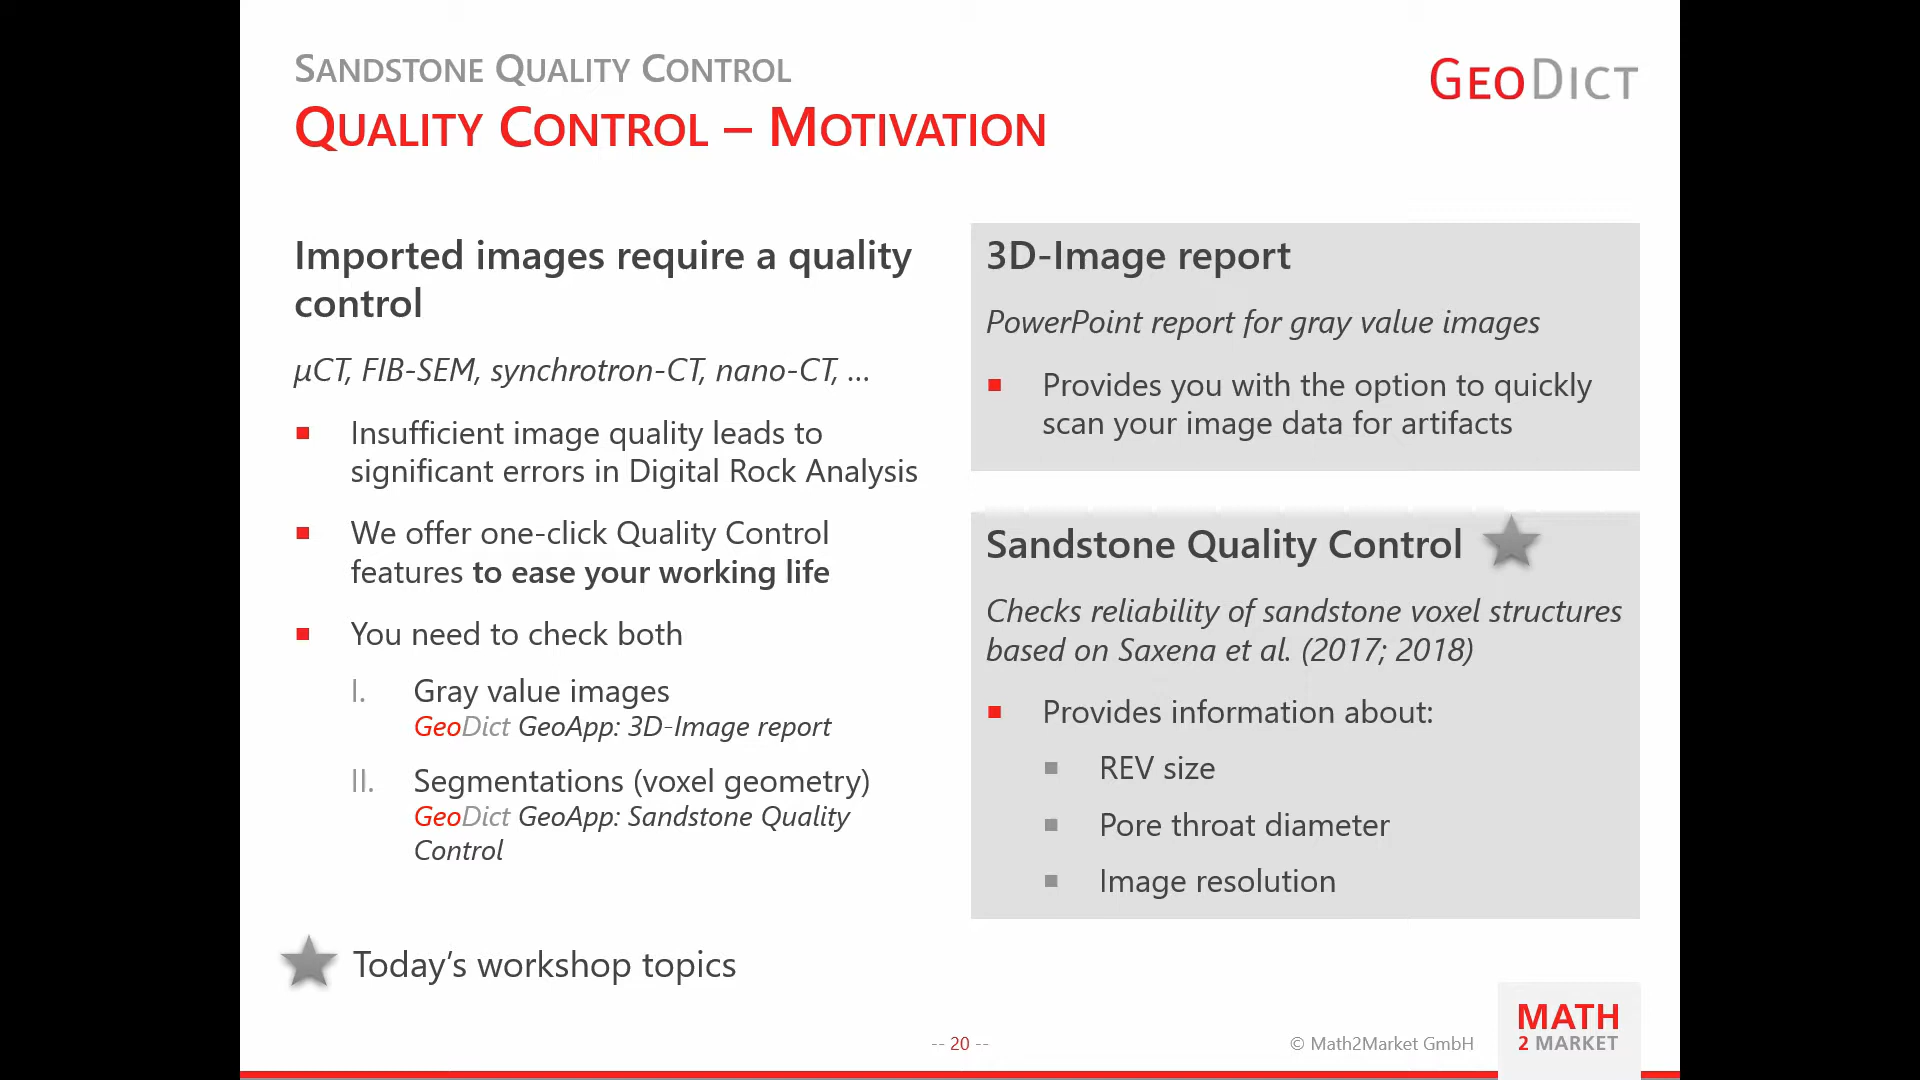 SANDSTONE QUALITY CONTROL
QUALITY CONTROL – MOTIVATION
GEODICT
Imported images require a quality
control
μCT, FIB-SEM, synchrotron-CT, nano-CT, ...
Insufficient image quality leads to
significant errors in Digital Rock Analysis
We offer one-click Quality Control
features to ease your working life
You need to check both
I. Gray value images
GeoDict GeoApp: 3D-Image report
II. Segmentations (voxel geometry)
GeoDict GeoApp: Sandstone Quality
Control
Today's workshop topics
3D-Image report
PowerPoint report for gray value images
Provides you with the option to quickly
scan your image data for artifacts
Sandstone Quality Control
Checks reliability of sandstone voxel structures
based on Saxena et al. (2017; 2018)
Provides information about:
REV size
Pore throat diameter
Image resolution
-- 20 --
© Math2Market GmbH
MATH
2 MARKET